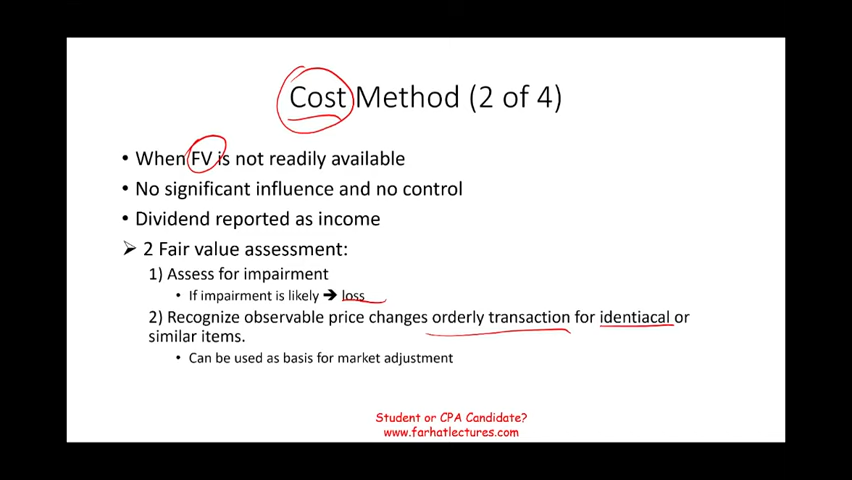 Cost Method (2 of 4)
• When FV is not readily available
• No significant influence and no control
• Dividend reported as income
➢ 2 Fair value assessment:
1) Assess for impairment
• If impairment is likely ➔ loss
2) Recognize observable price changes orderly transaction for identiacal or
similar items.
• Can be used as basis for market adjustment
Student or CPA Candidate?
www.farhatlectures.com